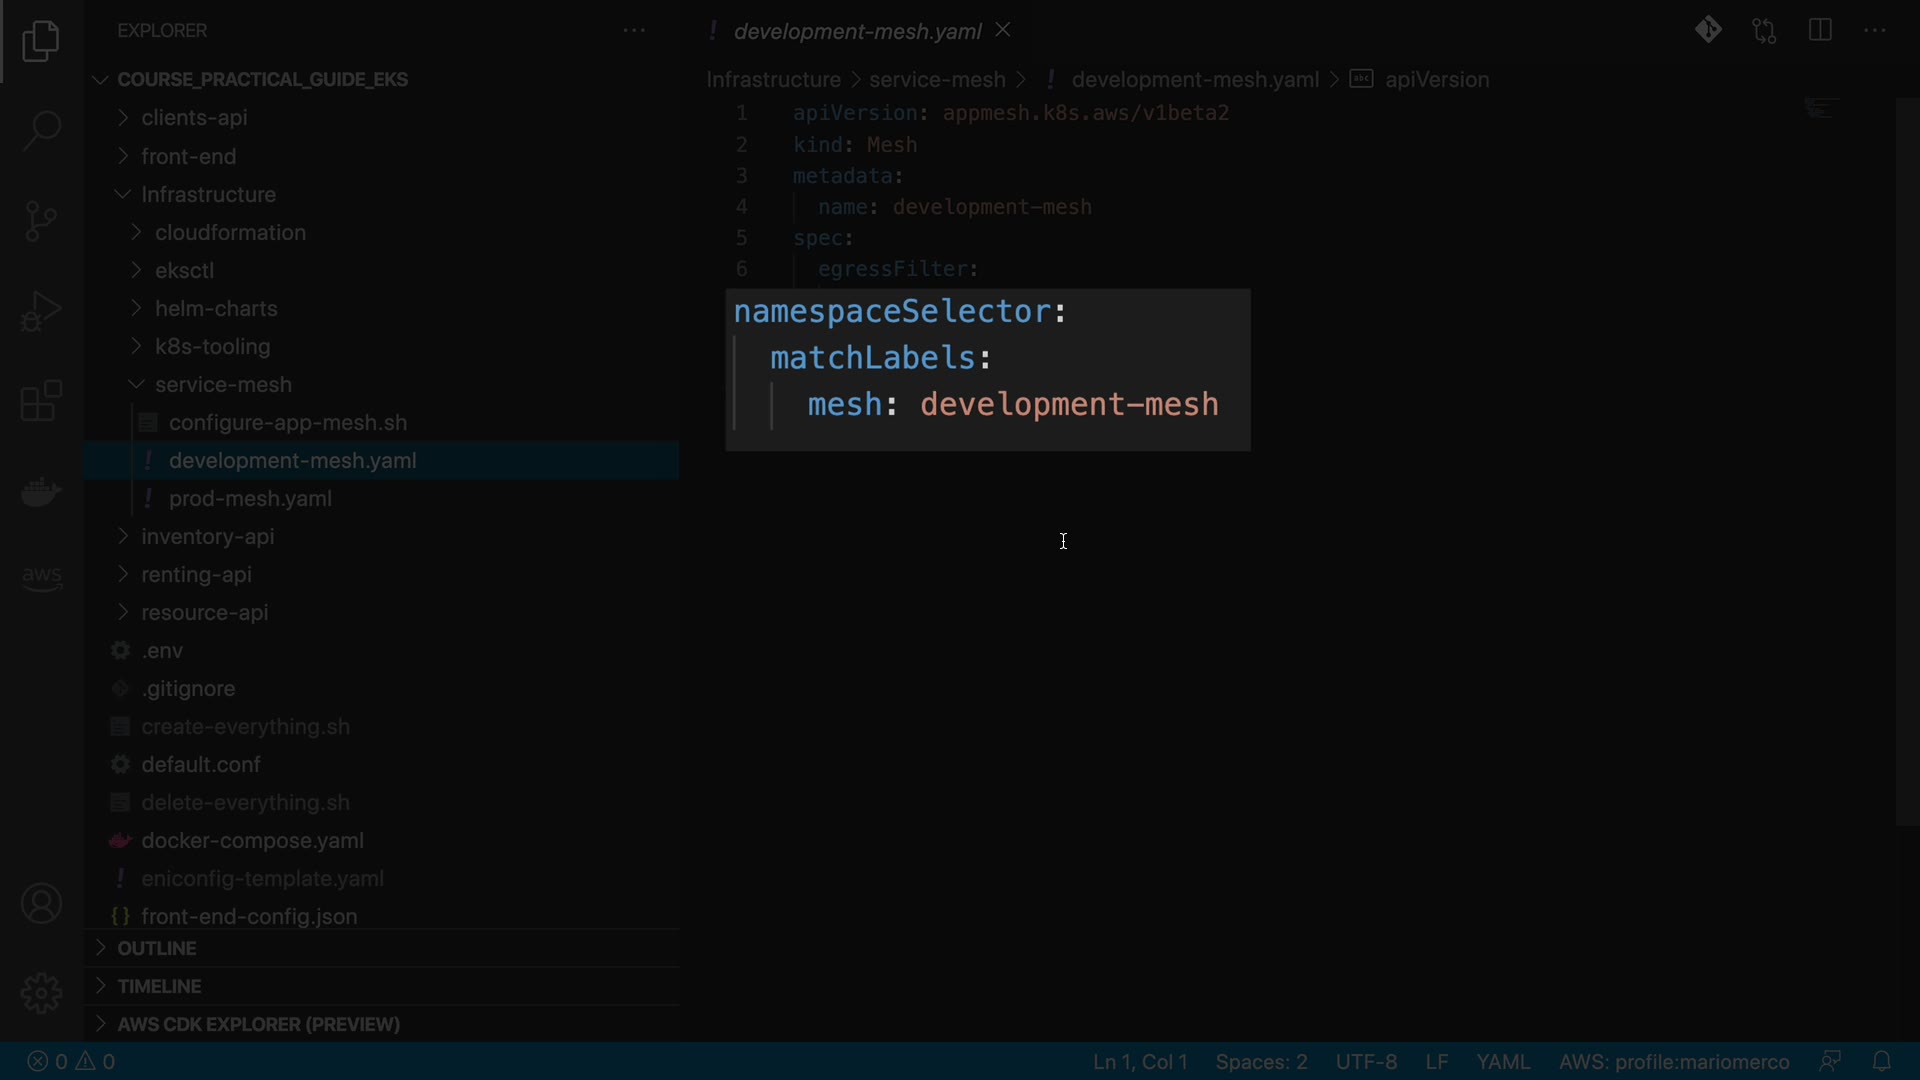 EXPLORER
COURSE_PRACTICAL_GUIDE_EKS
clients-api
front-end
Infrastructure
cloudformation
eksctl
helm-charts
k8s-tooling
service-mesh
configure-app-mesh.sh
! development-mesh.yaml
! prod-mesh.yaml
inventory-api
renting-api
resource-api
.env
.gitignore
create-everything.sh
default.conf
delete-everything.sh
docker-compose.yaml
! eniconfig-template.yaml
{} front-end-config.json
OUTLINE
TIMELINE
AWS CDK EXPLORER (PREVIEW)
aws
! development-mesh.yaml
Infrastructure > service-mesh > ! development-mesh.yaml > abc apiVersion
1 apiVersion: appmesh.k8s.aws/v1beta2
2 kind: Mesh
3 metadata:
4 name: development-mesh
5 spec:
6 egressFilter:
namespaceSelector:
matchLabels:
mesh: development-mesh
0 0 Ln 1, Col 1 Spaces: 2 UTF-8 LF YAML AWS: profile:mariomerco